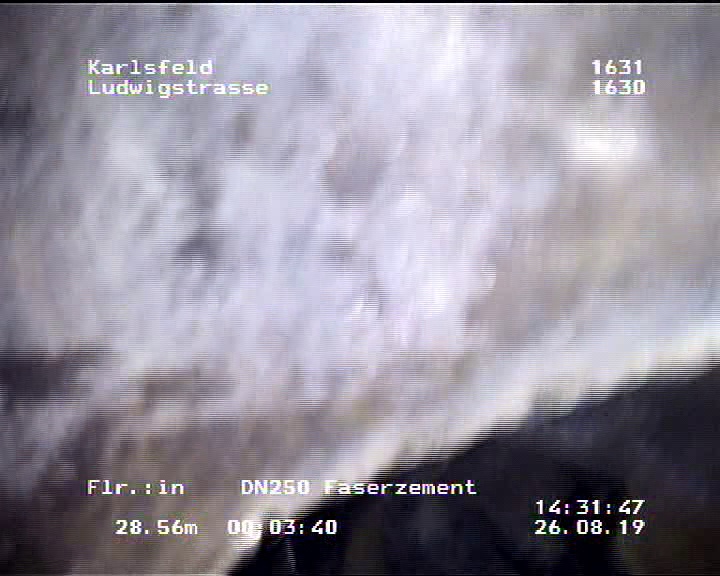 Karlsfeld 1631
Ludwigstrasse 1630
Flr.:in DN250 Faserzement
14:31:47
28.56m 00:03:40 26.08.19